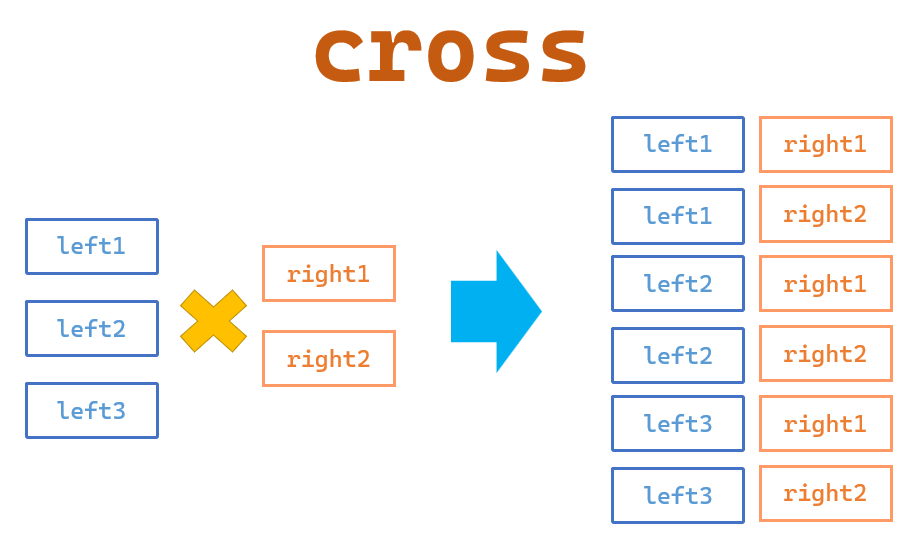 cross
left1
left2
left3
right1
right2
left1 right1
left1 right2
left2 right1
left2 right2
left3 right1
left3 right2